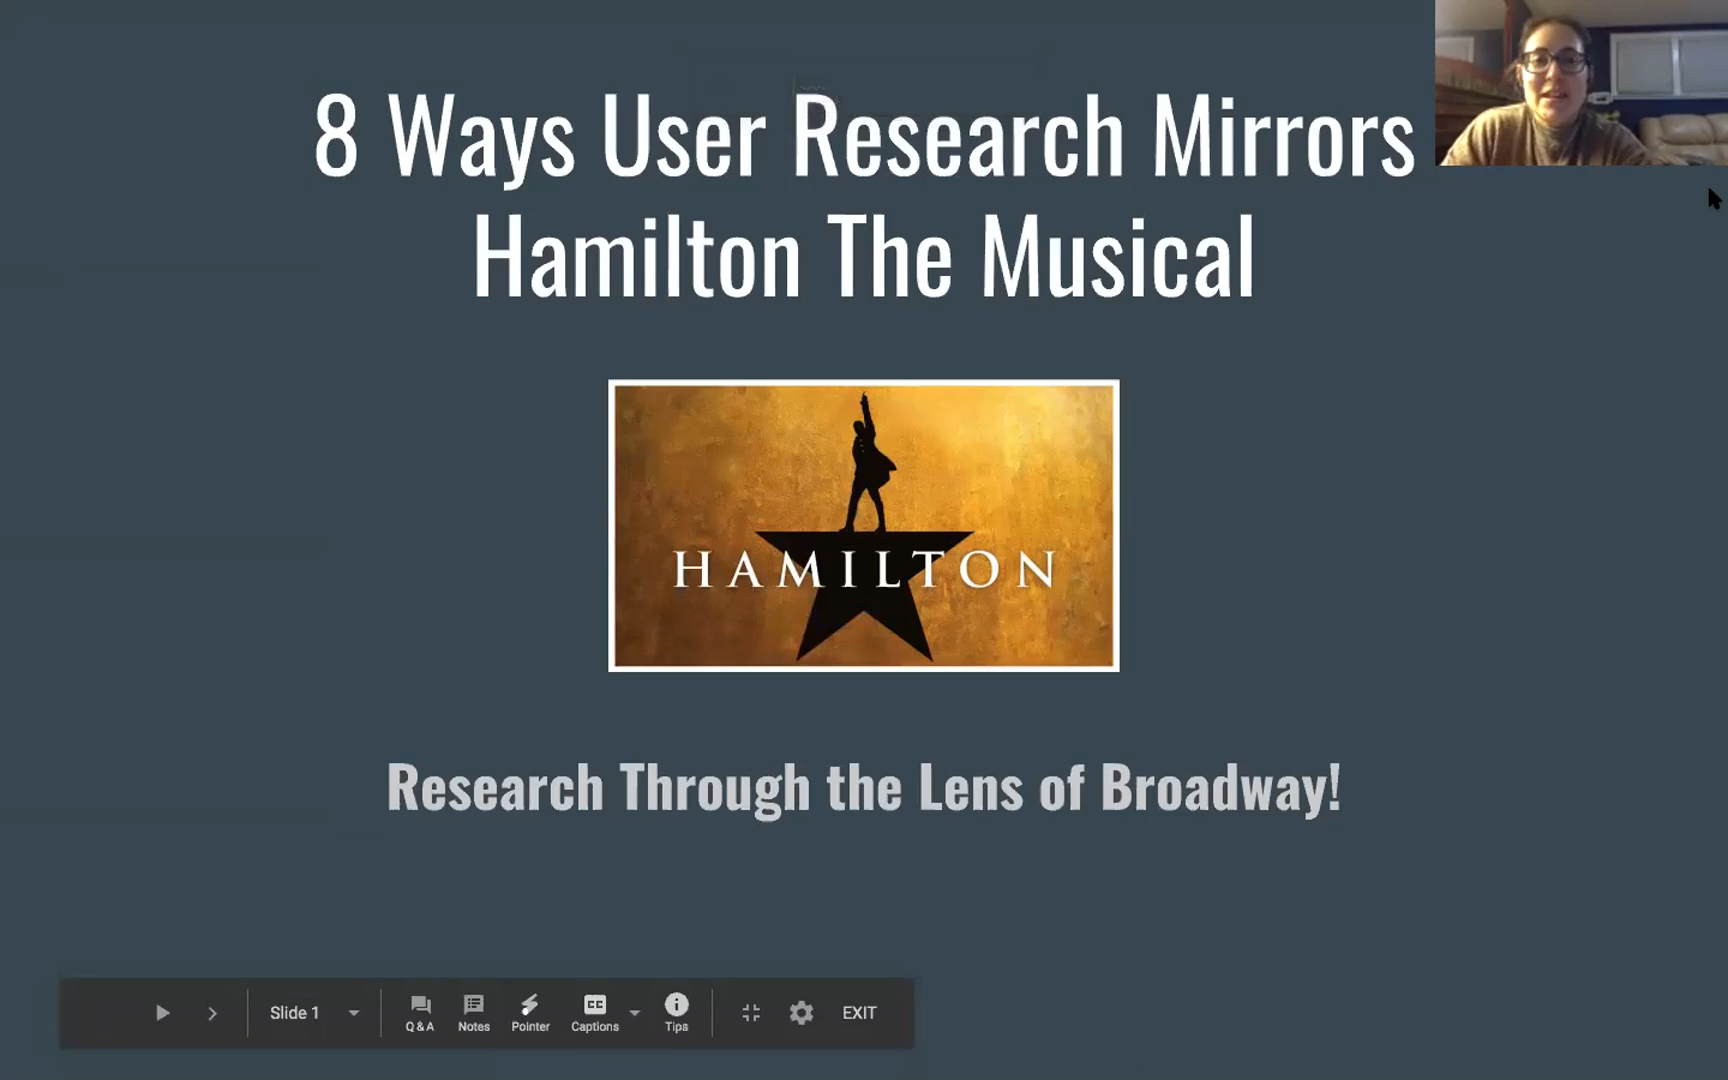 8 Ways User Research Mirrors
Hamilton The Musical
HAMILTON
Research Through the Lens of Broadway!
Slide 1
Q & A
Notes
Pointer
CC
Captions
Tips
EXIT